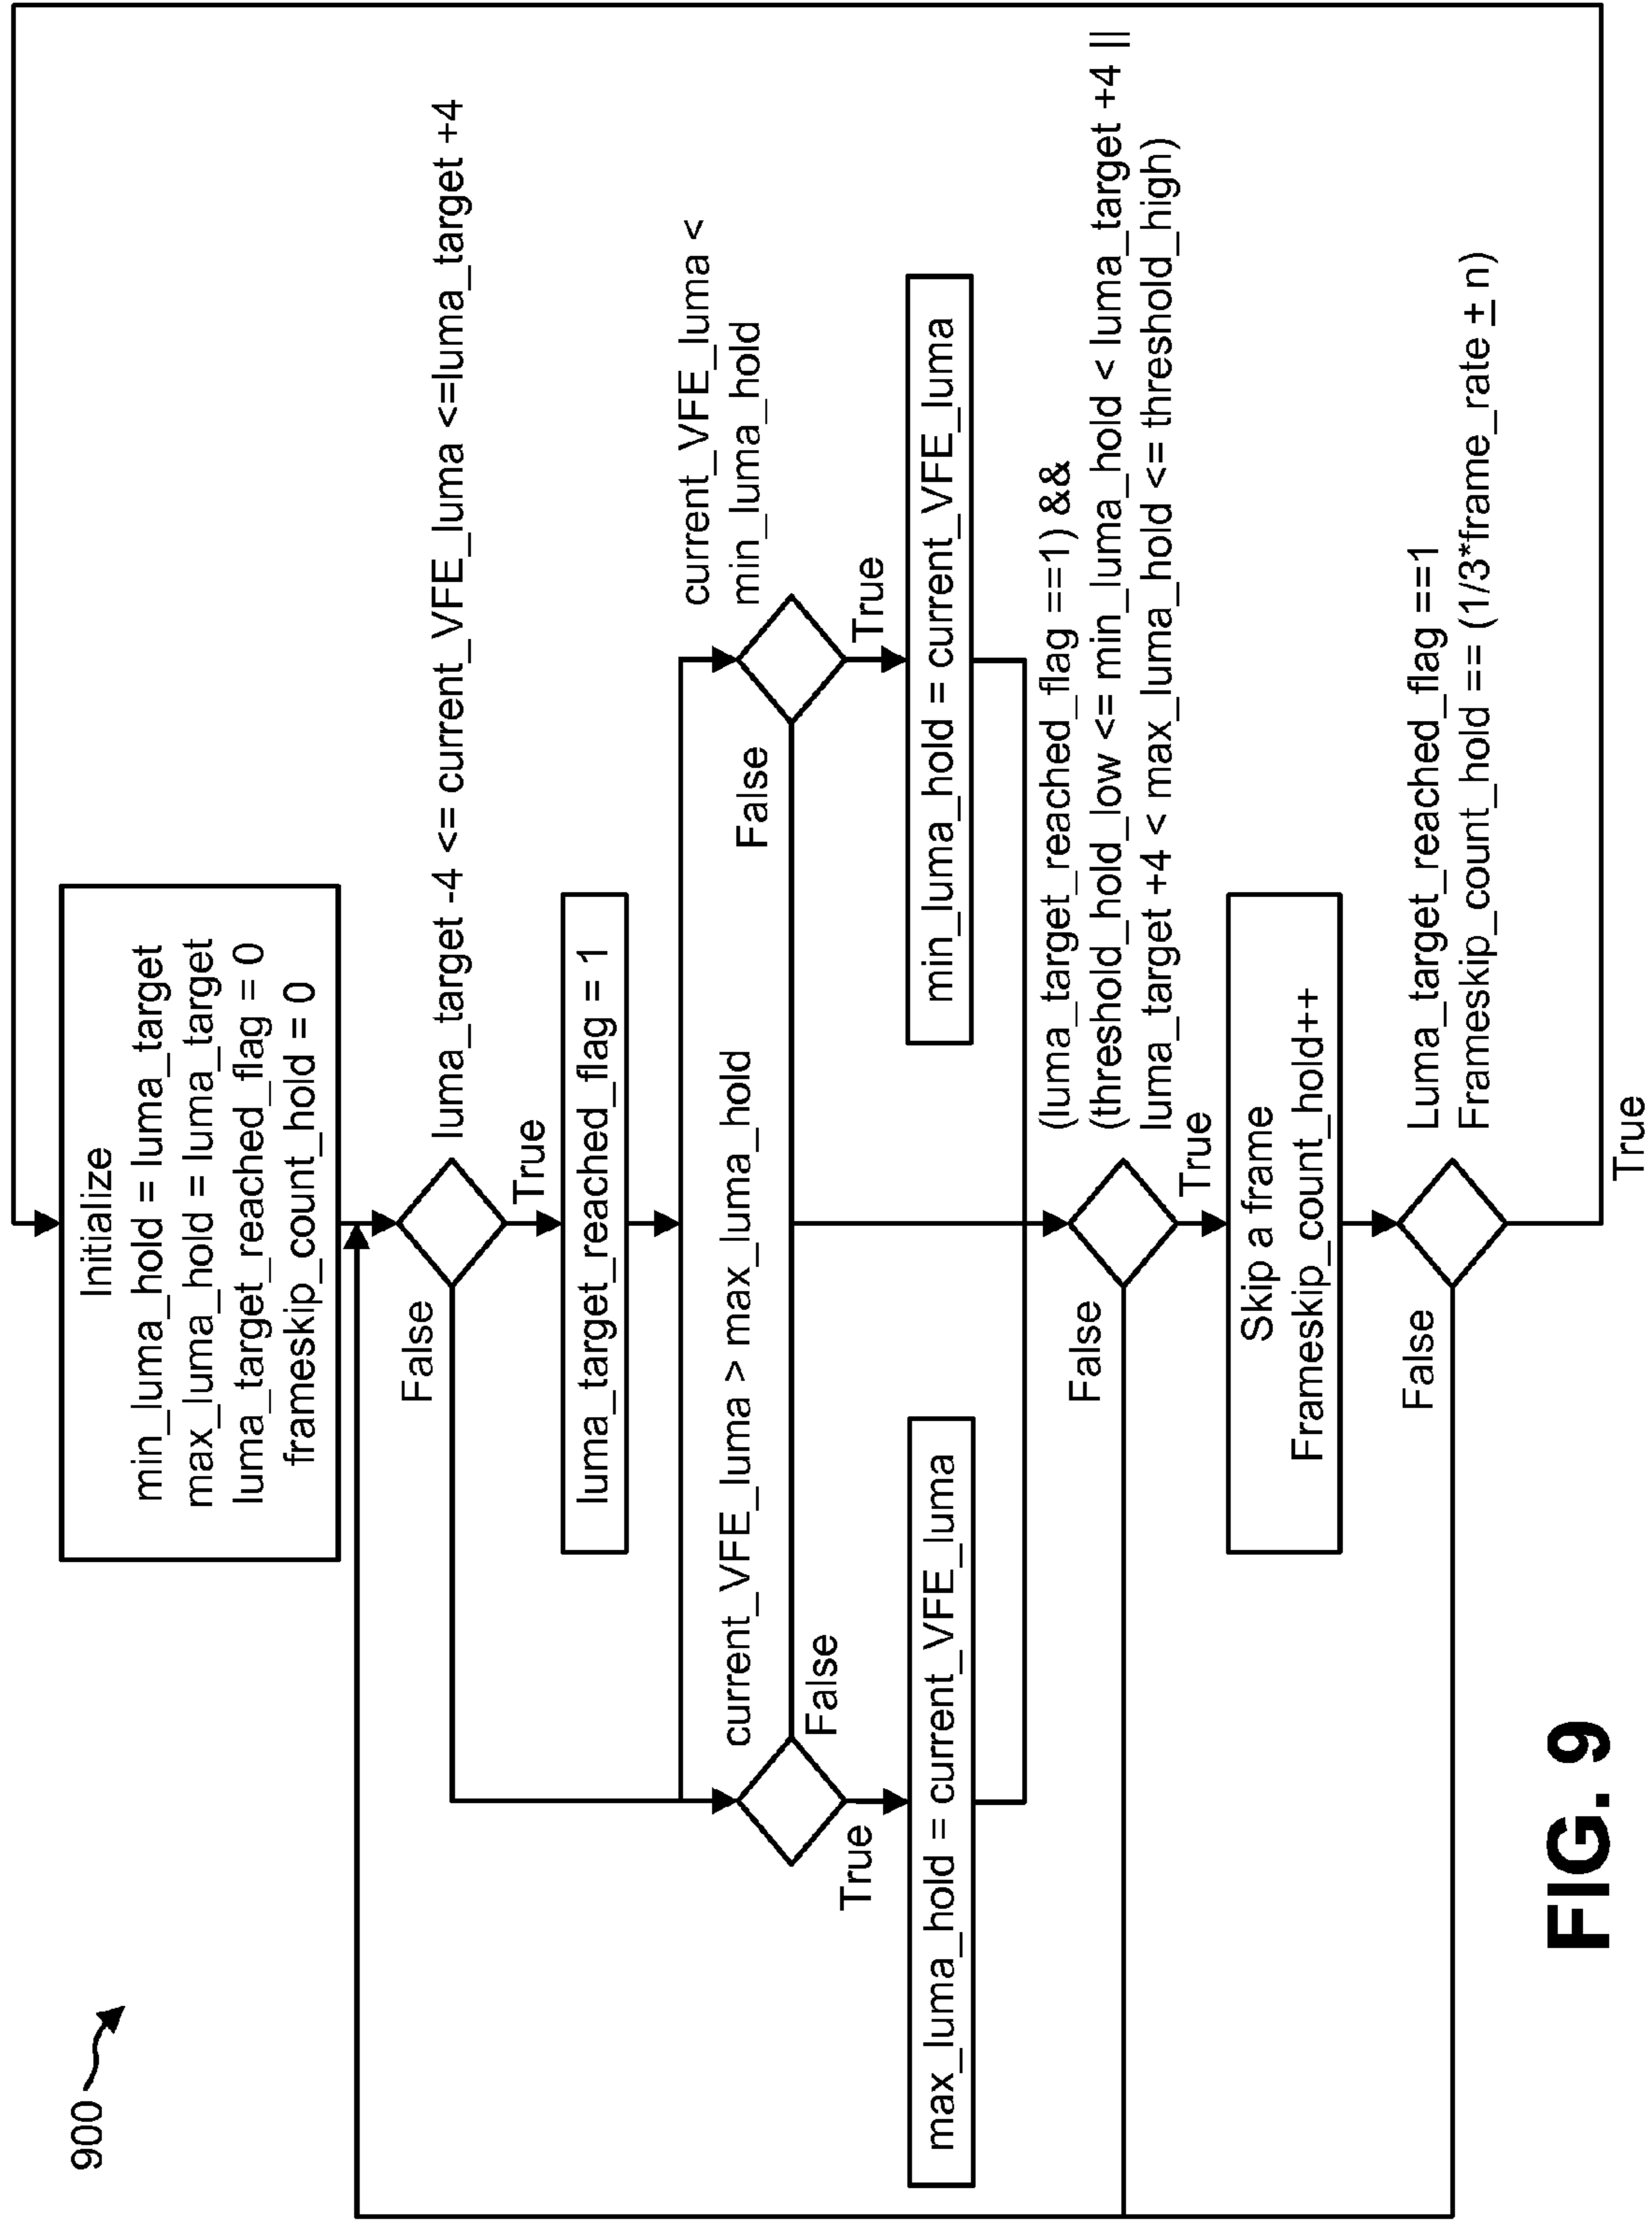 900
Initialize
min_luma_hold = luma_target
max_luma_hold = luma_target
luma_target_reached_flag = 0
frameskip_count_hold = 0
luma_target -4 <= current_VFE_luma <=luma_target +4
False
True
luma_target_reached_flag = 1
current_VFE_luma > max_luma_hold
current_VFE_luma <
min_luma_hold
False
True
False
True
max_luma_hold = current_VFE_luma
min_luma_hold = current_VFE_luma
(luma_target_reached_flag ==1) &&
(threshold_hold_low <= min_luma_hold < luma_target +4 ||
luma_target +4 < max_luma_hold <= threshold_high)
False
True
Skip a frame
Frameskip_count_hold++
Luma_target_reached_flag ==1
Frameskip_count_hold == (1/3*frame_rate ± n)
False
True
FIG. 9